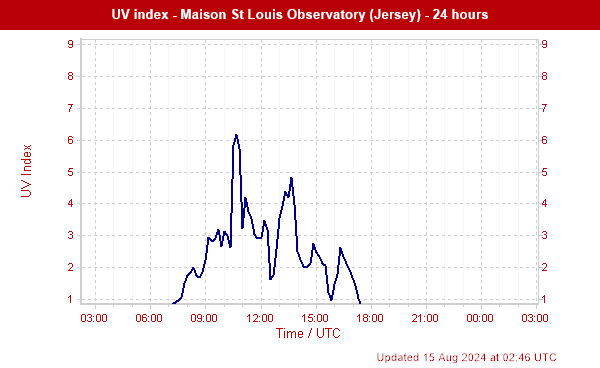 UV index - Maison St Louis Observatory (Jersey) - 24 hours
9 9
8 8
7 7
6 6
5 5
4 4
3 3
2 2
1 1
UV Index
03:00 06:00 09:00 12:00 15:00 18:00 21:00 00:00 03:00
Time / UTC
Updated 15 Aug 2024 at 02:46 UTC